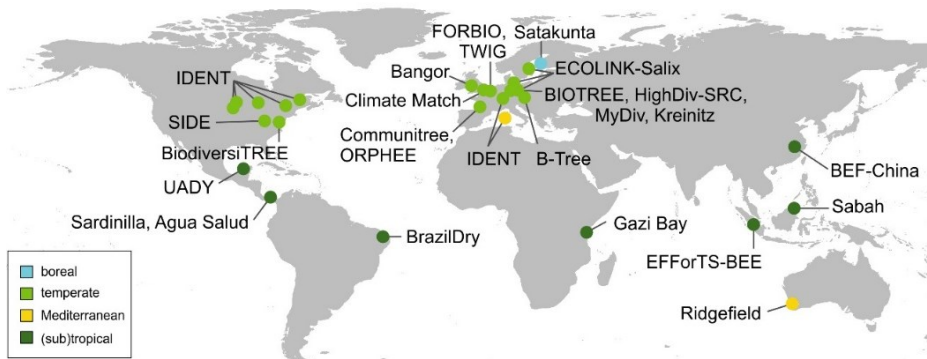 FORBIO, Satakunta
TWIG
IDENT
Bangor
ECOLINK-Salix
Climate Match
BIOTREE, HighDiv-SRC,
MyDiv, Kreinitz
SIDE
Communitree,
ORPHEE
BiodiversiTREE
IDENT
B-Tree
UADY
BEF-China
Sardinilla, Agua Salud
BrazilDry
Gazi Bay
Sabah
EFForTS-BEE
Ridgefield
boreal
temperate
Mediterranean
(sub)tropical